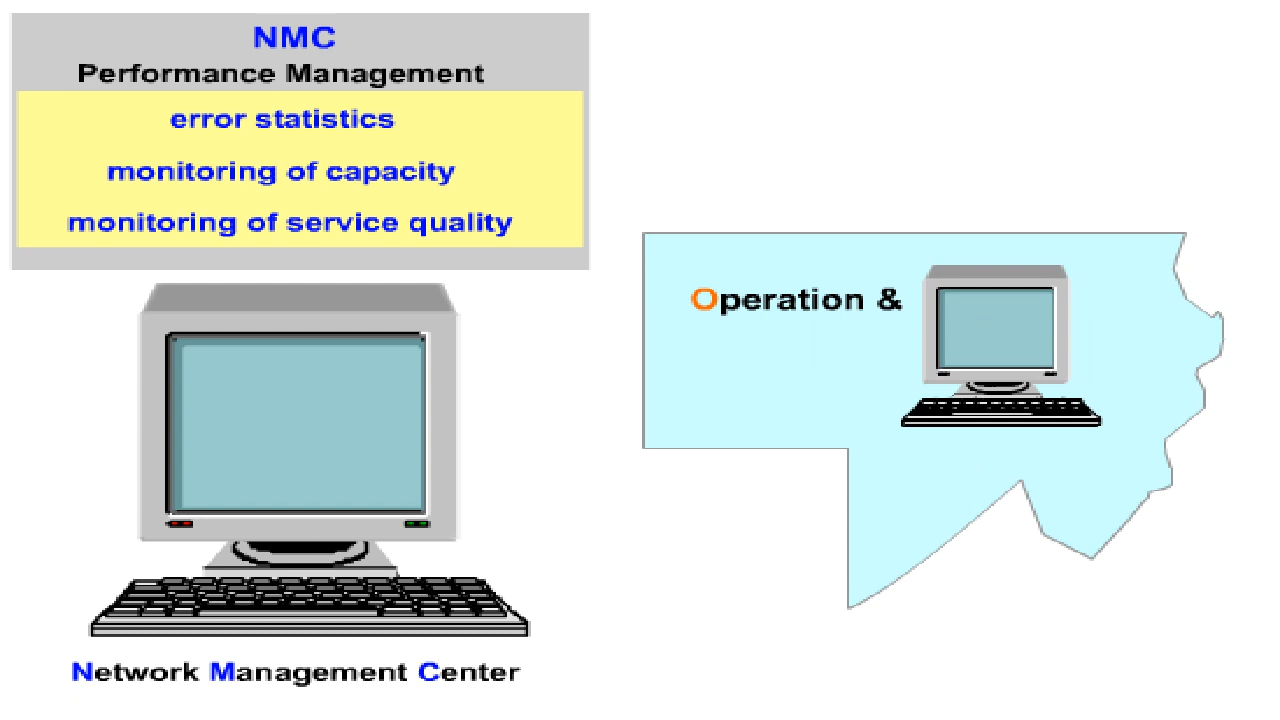 NMC
Performance Management
error statistics
monitoring of capacity
monitoring of service quality
Network Management Center
Operation &